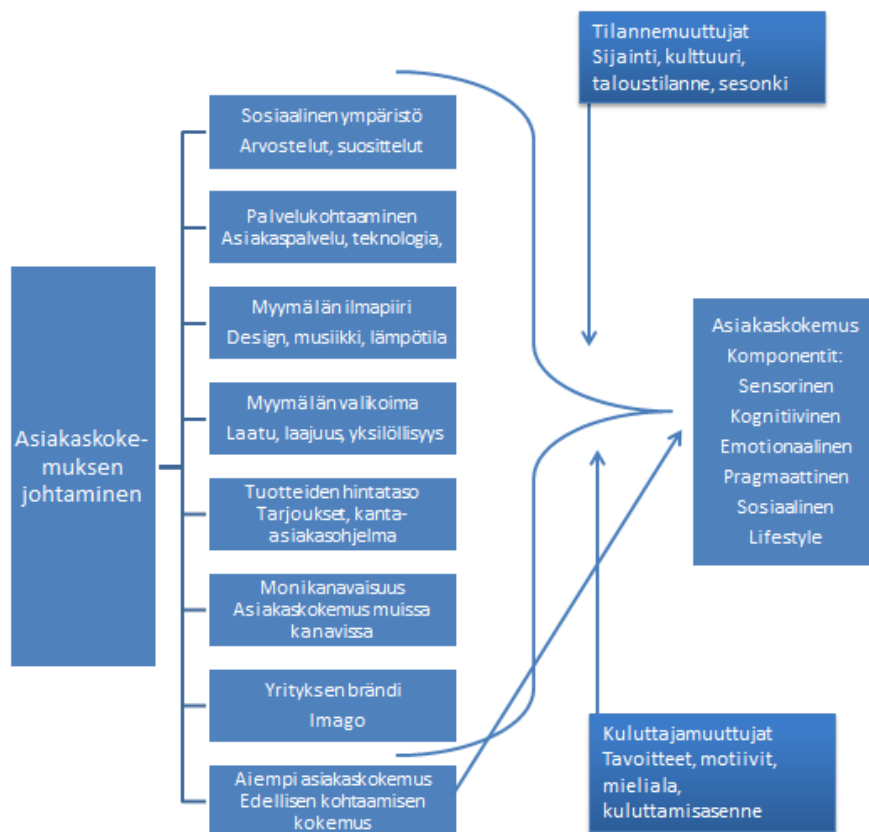 Tilannemuuttujat
Sijainti, kulttuuri,
taloustilanne, sesonki
Sosiaalinen ympäristö
Arvostelut, suosittelut
Palvelukohtaaminen
Asiakaspalvelu, teknologia,
Myymälän ilmapiiri
Design, musiikki, lämpötila
Myymälän valikoima
Laatu, laajuus, yksilöllisyys
Tuotteiden hintataso
Tarjoukset, kanta-
asiakasohjelma
Monikanavaisuus
Asiakaskokemus muissa
kanavissa
Yrityksen brändi
Imago
Aiempi asiakaskokemus
Edellisen kohtaamisen
kokemus
Asiakaskoke-
muksen
johtaminen
Asiakaskokemus
Komponentit:
Sensorinen
Kognitiivinen
Emotionaalinen
Pragmaattinen
Sosiaalinen
Lifestyle
Kuluttajamuuttujat
Tavoitteet, motiivit,
mieliala,
kuluttamisasenne